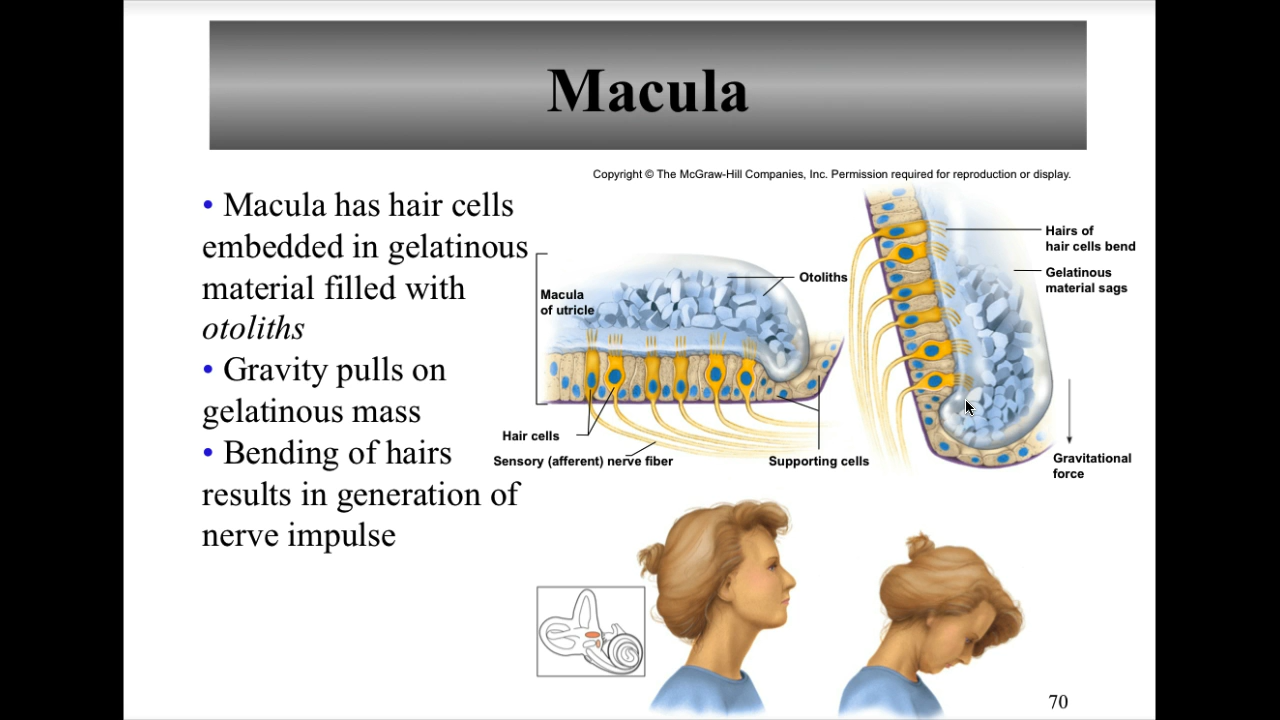 Macula
Copyright © The McGraw-Hill Companies, Inc. Permission required for reproduction or display.
• Macula has hair cells
embedded in gelatinous
material filled with
otoliths
• Gravity pulls on
gelatinous mass
• Bending of hairs
results in generation of
nerve impulse
Macula
of utricle
Otoliths
Hair cells
Sensory (afferent) nerve fiber
Supporting cells
Hairs of
hair cells bend
Gelatinous
material sags
Gravitational
force
70